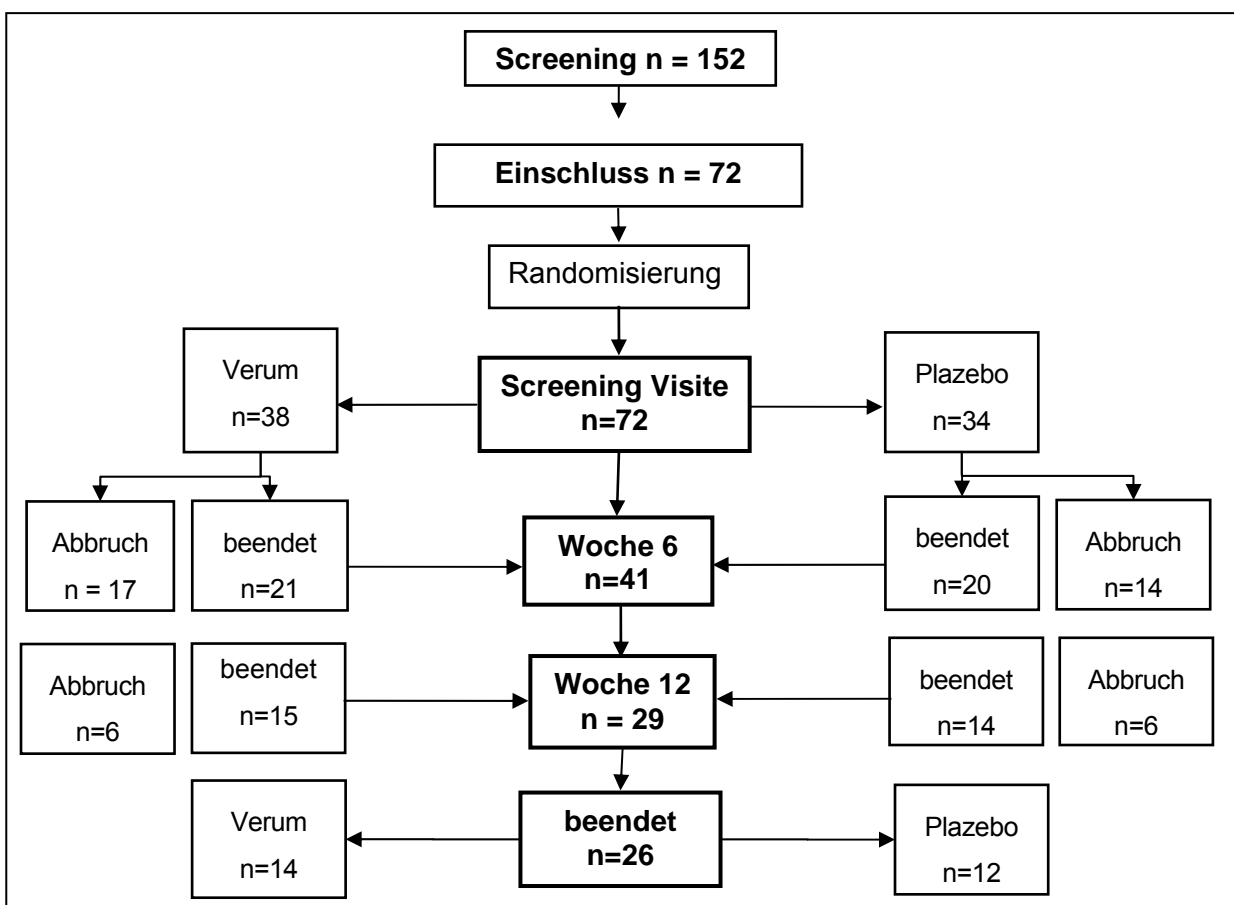 Screening n = 152
Einschluss n = 72
Randomisierung
Verum
n=38
Screening Visite
n=72
Plazebo
n=34
Abbruch
n = 17
beendet
n=21
Woche 6
n=41
beendet
n=20
Abbruch
n=14
Abbruch
n=6
beendet
n=15
Woche 12
n = 29
beendet
n=14
Abbruch
n=6
Verum
n=14
beendet
n=26
Plazebo
n=12